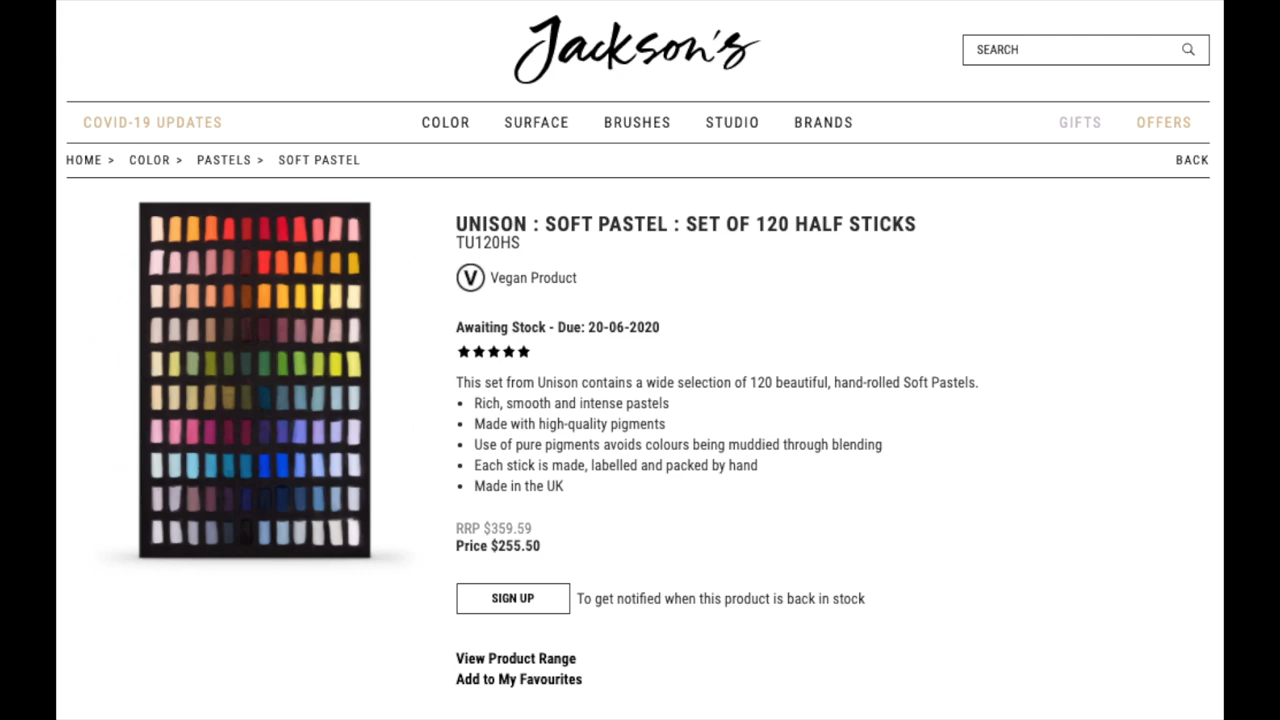 Jackson's
SEARCH
COVID-19 UPDATES
COLOR
SURFACE
BRUSHES
STUDIO
BRANDS
GIFTS
OFFERS
HOME > COLOR > PASTELS > SOFT PASTEL
BACK
UNISON : SOFT PASTEL : SET OF 120 HALF STICKS
TU120HS
V Vegan Product
Awaiting Stock - Due: 20-06-2020
This set from Unison contains a wide selection of 120 beautiful, hand-rolled Soft Pastels.
• Rich, smooth and intense pastels
• Made with high-quality pigments
• Use of pure pigments avoids colours being muddied through blending
• Each stick is made, labelled and packed by hand
• Made in the UK
RRP $359.59
Price $255.50
SIGN UP To get notified when this product is back in stock
View Product Range
Add to My Favourites